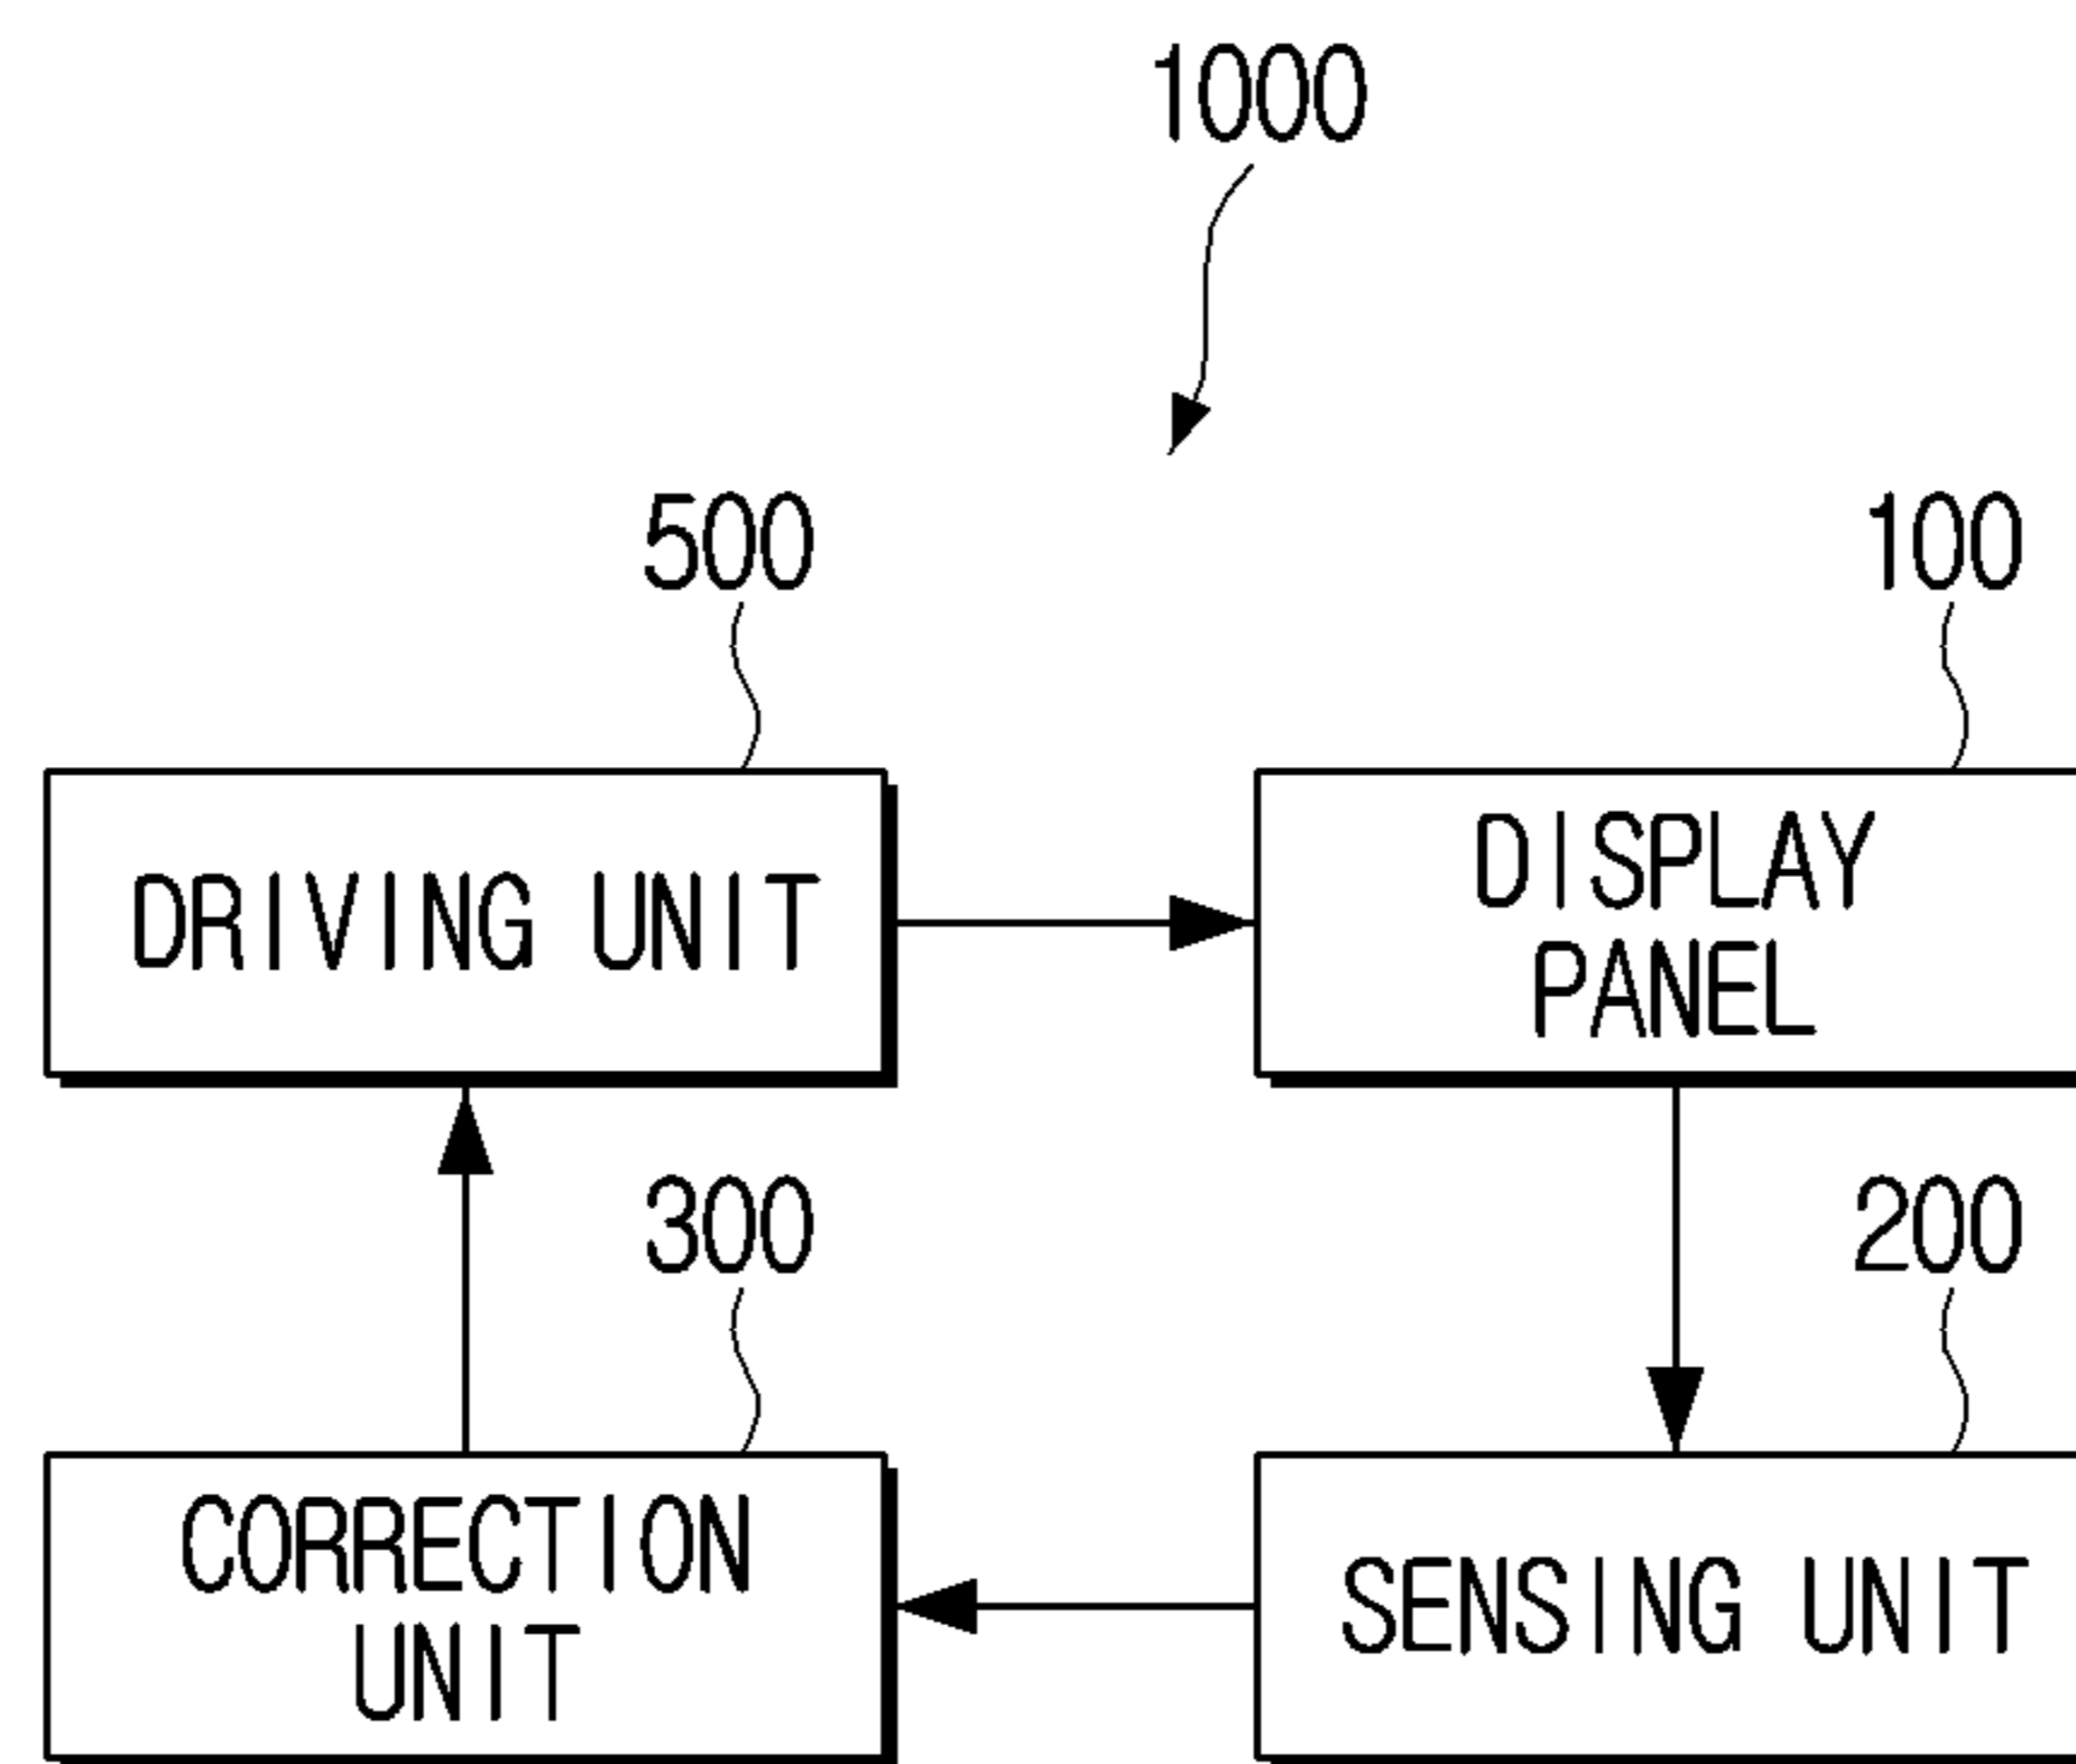 1000
500
100
DRIVING UNIT
DISPLAY
PANEL
300
200
CORRECTION
UNIT
SENSING UNIT